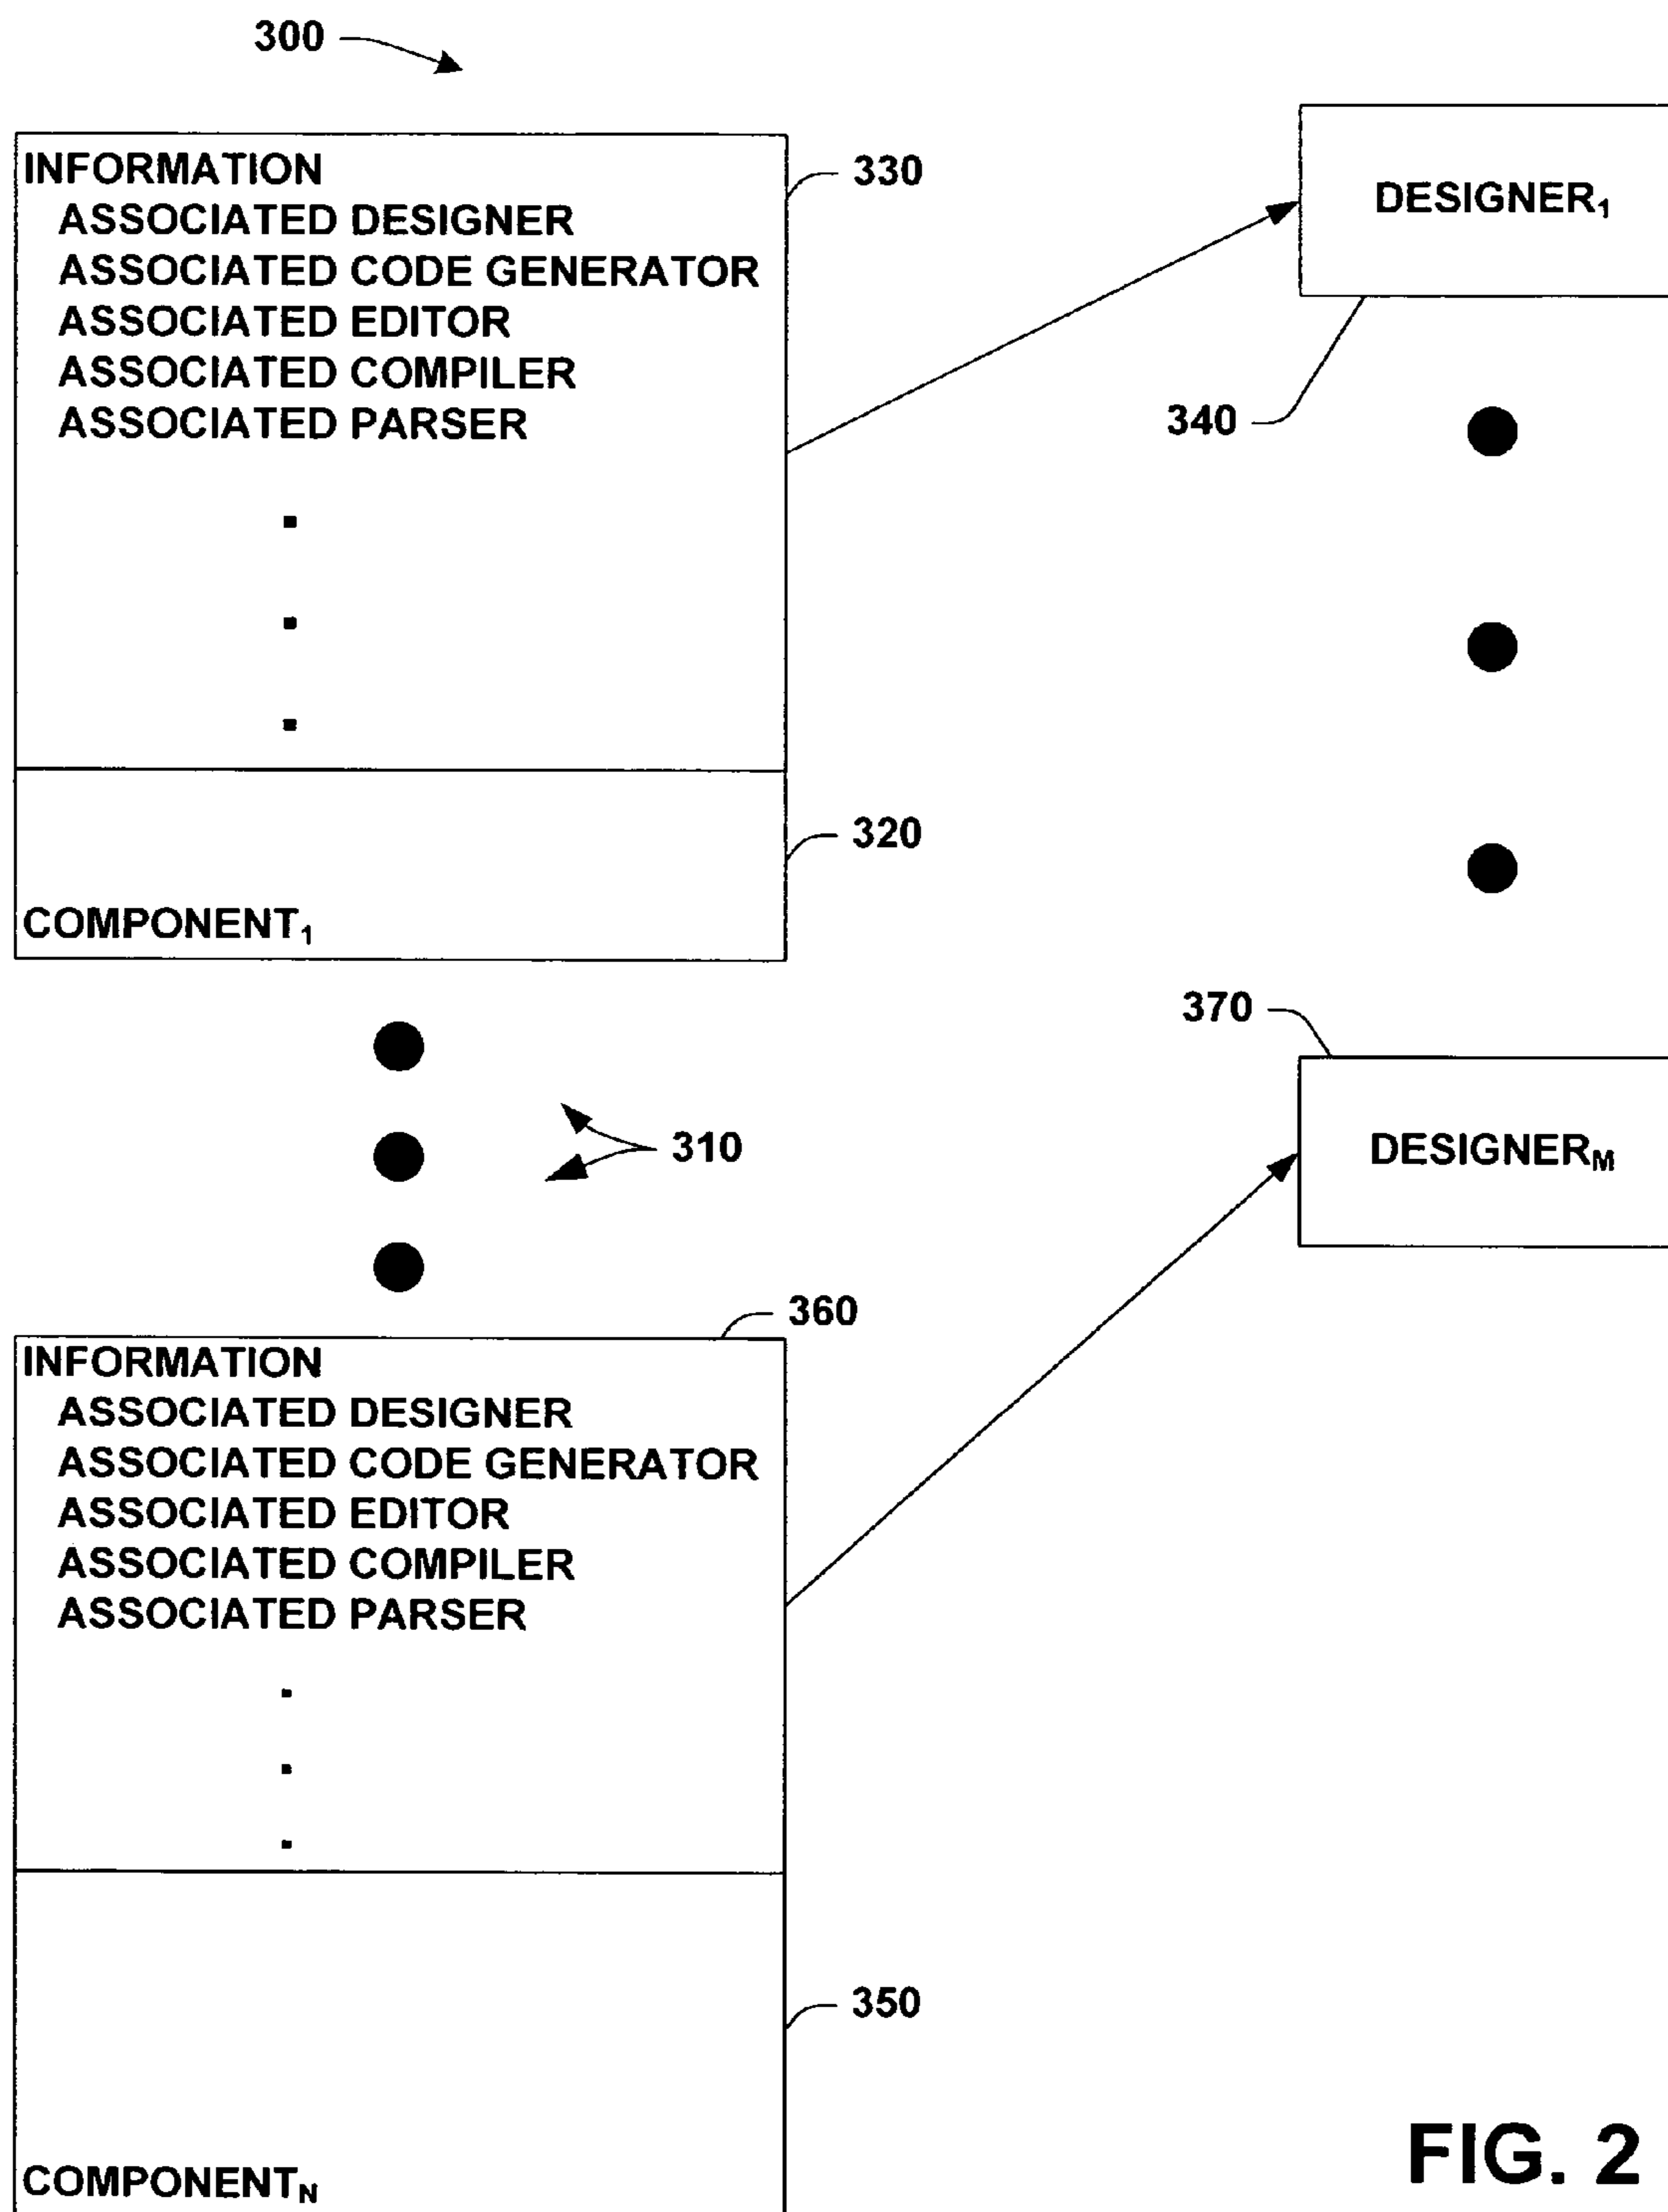 300
INFORMATION
ASSOCIATED DESIGNER
ASSOCIATED CODE GENERATOR
ASSOCIATED EDITOR
ASSOCIATED COMPILER
ASSOCIATED PARSER
330
DESIGNER₁
340
320
COMPONENT₁
310
370
DESIGNERM
360
INFORMATION
ASSOCIATED DESIGNER
ASSOCIATED CODE GENERATOR
ASSOCIATED EDITOR
ASSOCIATED COMPILER
ASSOCIATED PARSER
350
COMPONENTN
FIG. 2